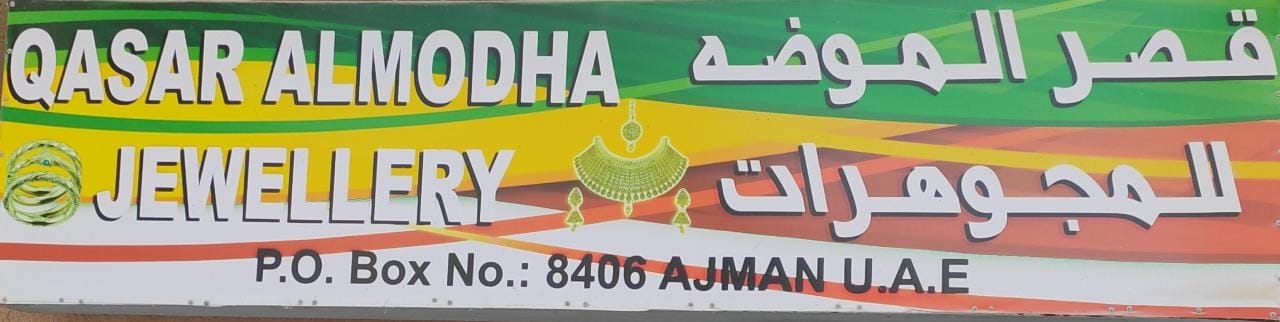 QASAR ALMODHA قصر الموضه
JEWELLERY للمجوهرات
P.O. Box No.: 8406 AJMAN U.A.E